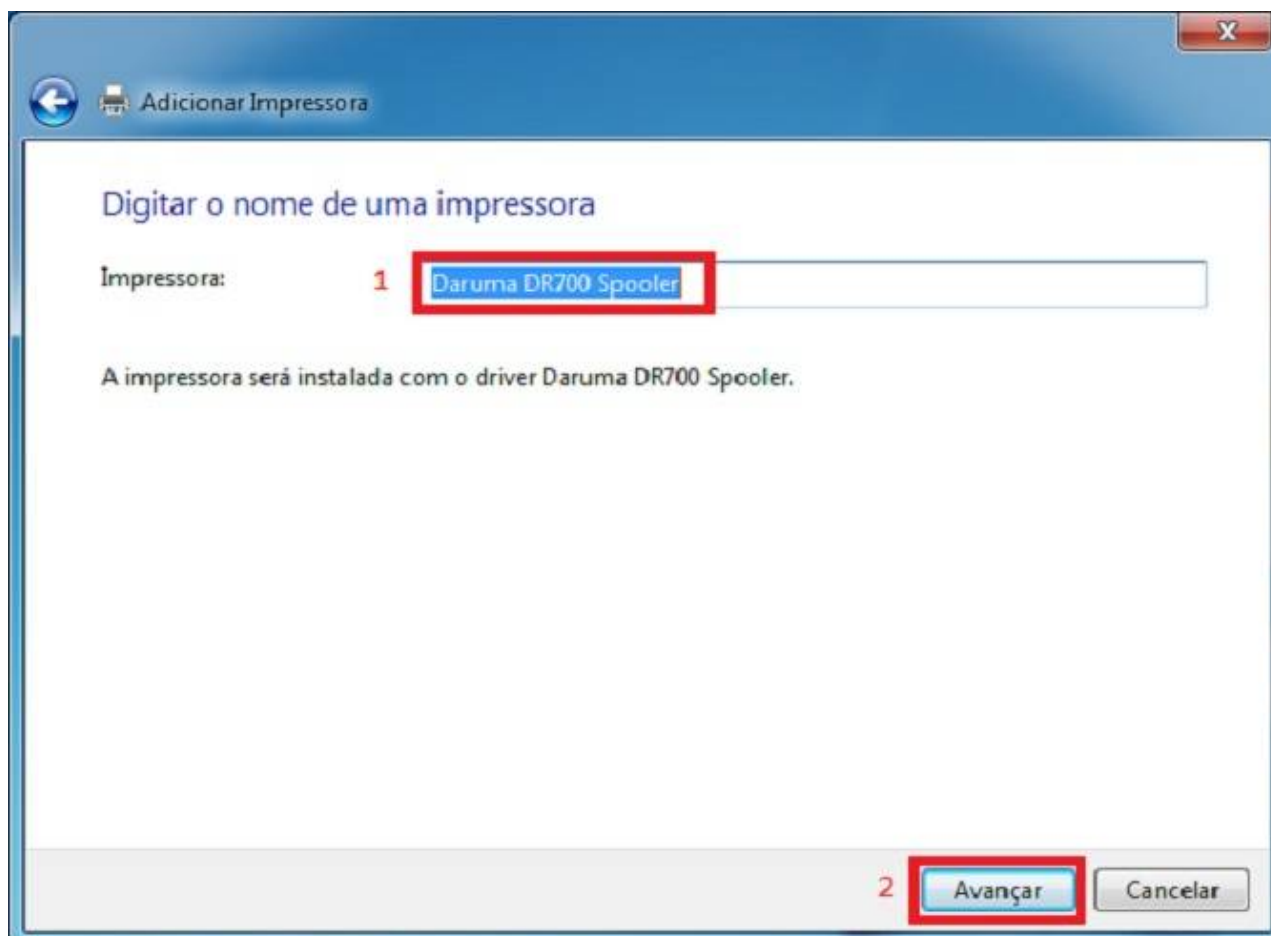 X
Adicionar Impressora
Digitar o nome de uma impressora
Impressora: 1 Daruma DR700 Spooler
A impressora será instalada com o driver Daruma DR700 Spooler.
2 Avançar Cancelar